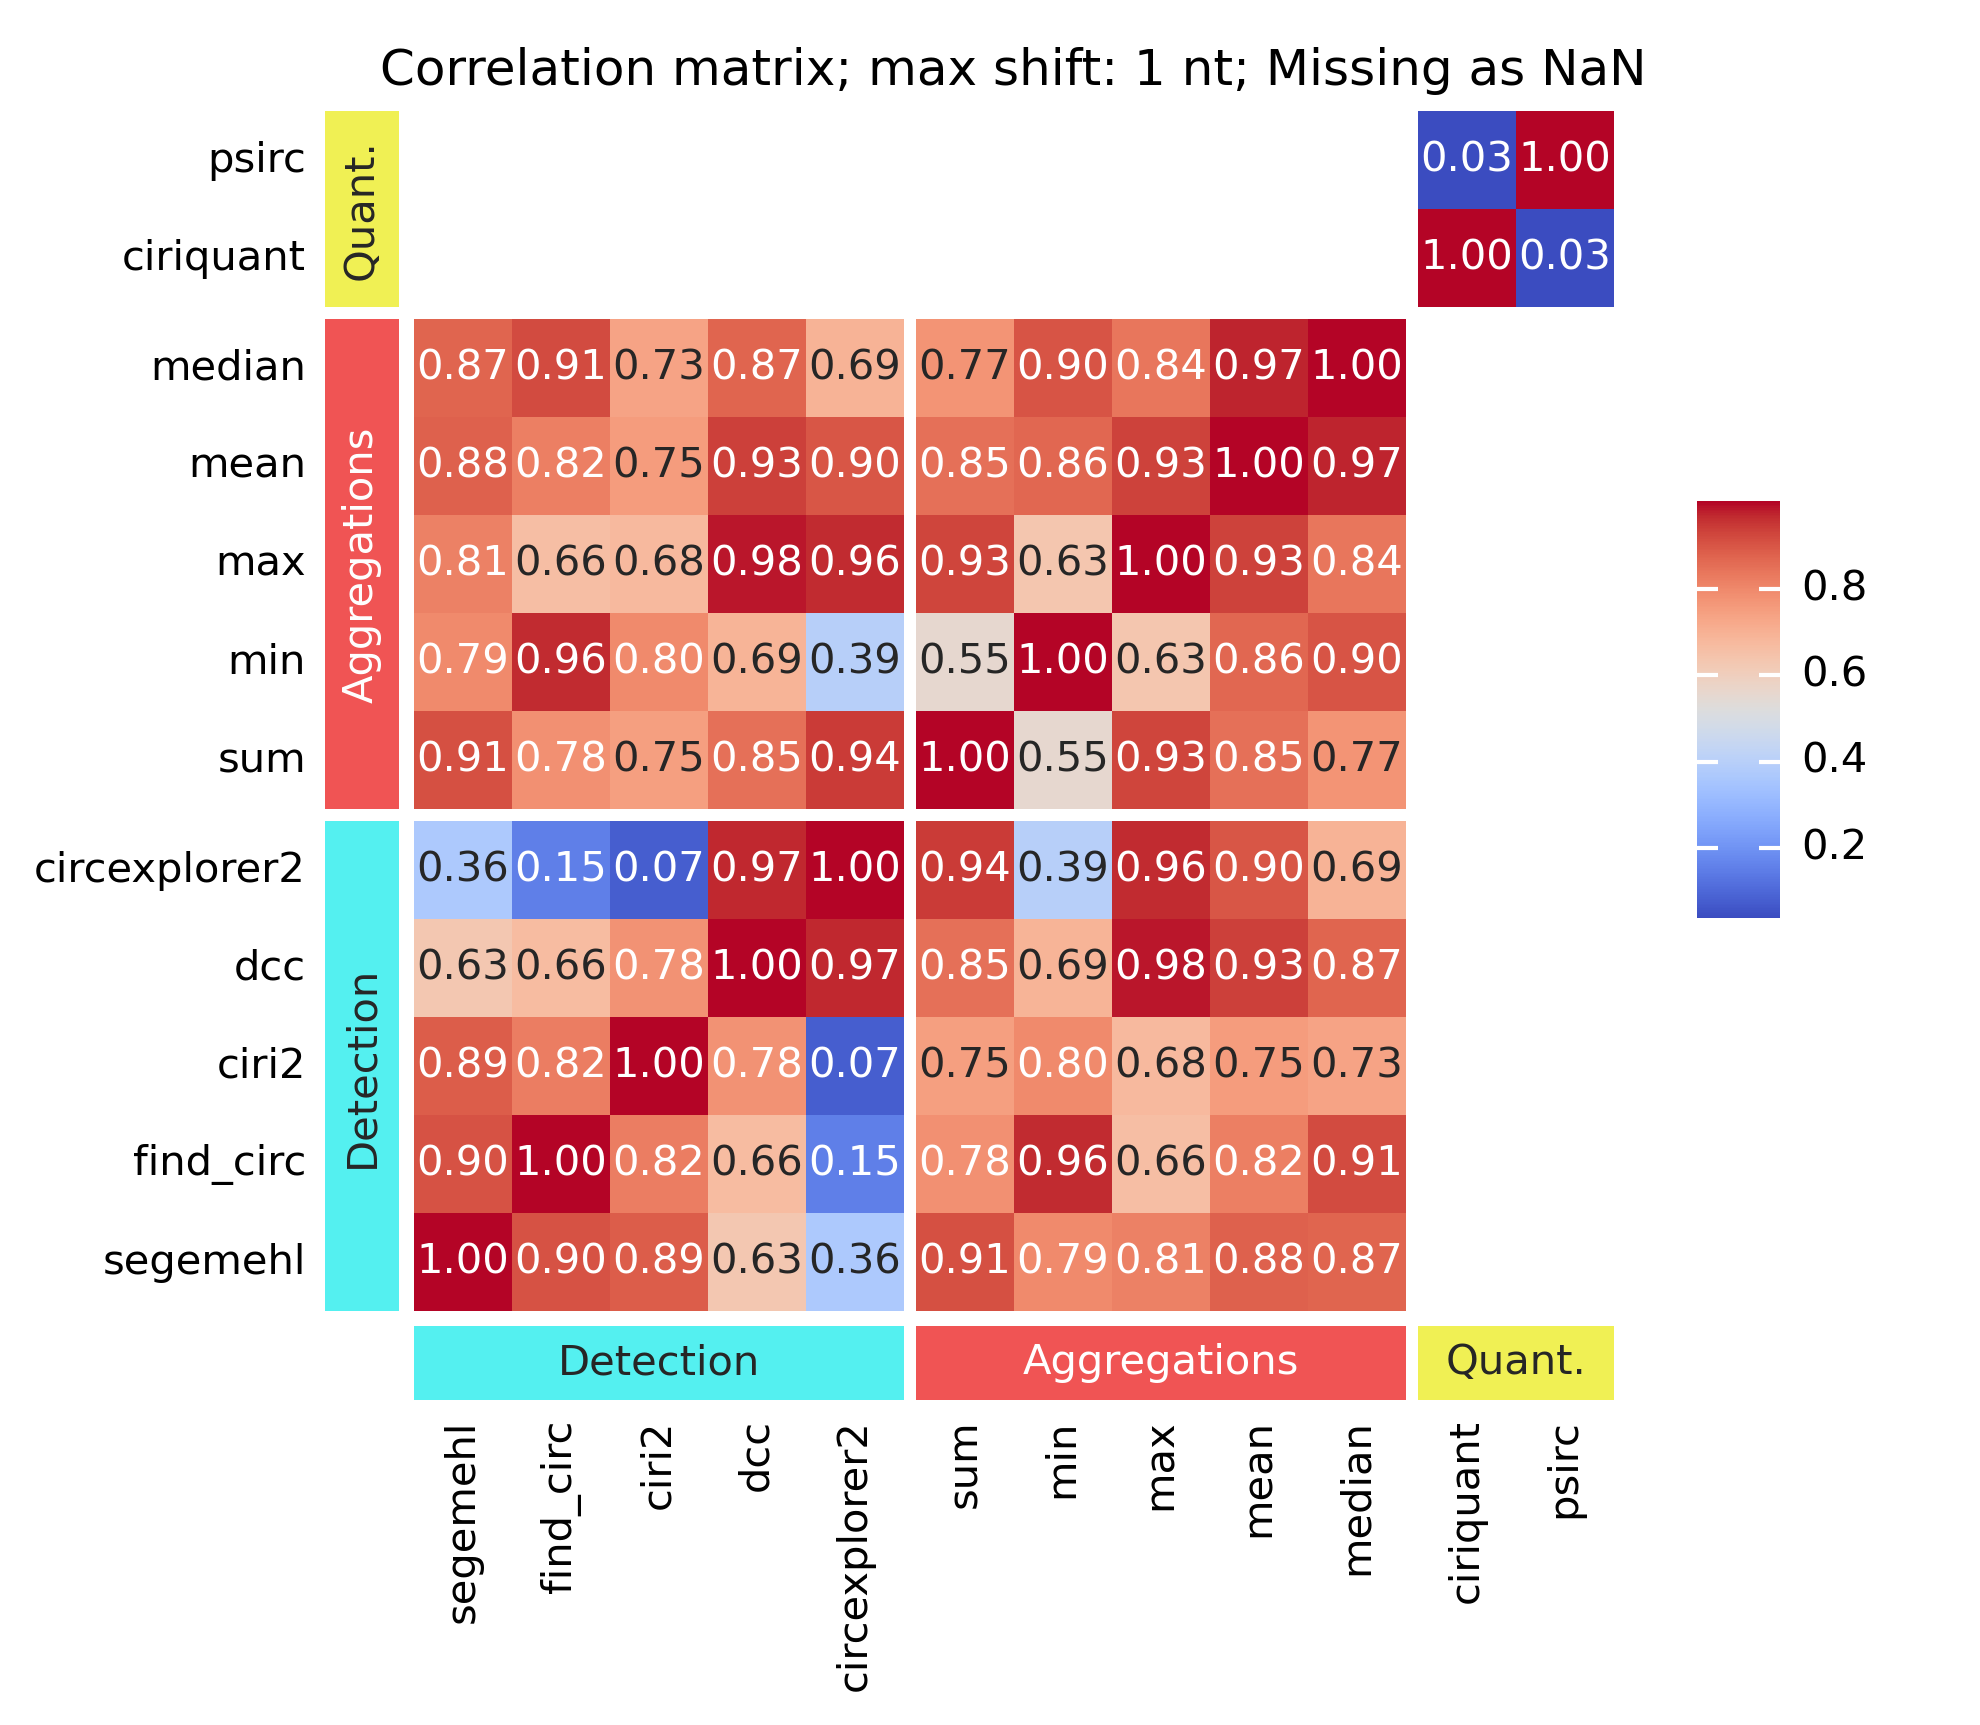 Correlation matrix; max shift: 1 nt; Missing as NaN
psirc Quant. 0.03 1.00
ciriquant 1.00 0.03
median 0.87 0.91 0.73 0.87 0.69 0.77 0.90 0.84 0.97 1.00
mean 0.88 0.82 0.75 0.93 0.90 0.85 0.86 0.93 1.00 0.97
max Aggregations 0.81 0.66 0.68 0.98 0.96 0.93 0.63 1.00 0.93 0.84
min 0.79 0.96 0.80 0.69 0.39 0.55 1.00 0.63 0.86 0.90
sum 0.91 0.78 0.75 0.85 0.94 1.00 0.55 0.93 0.85 0.77
circexplorer2 0.36 0.15 0.07 0.97 1.00 0.94 0.39 0.96 0.90 0.69
dcc 0.63 0.66 0.78 1.00 0.97 0.85 0.69 0.98 0.93 0.87
ciri2 Detection 0.89 0.82 1.00 0.78 0.07 0.75 0.80 0.68 0.75 0.73
find_circ 0.90 1.00 0.82 0.66 0.15 0.78 0.96 0.66 0.82 0.91
segemehl 1.00 0.90 0.89 0.63 0.36 0.91 0.79 0.81 0.88 0.87
Detection Aggregations Quant.
segemehl find_circ ciri2 dcc circexplorer2 sum min max mean median ciriquant psirc
0.8
0.6
0.4
0.2